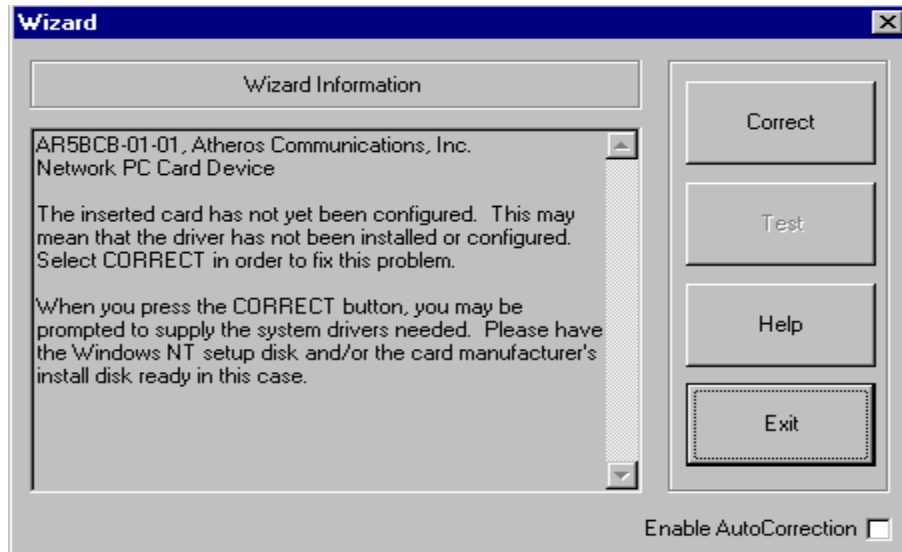 Wizard
Wizard Information
AR5BCB-01-01, Atheros Communications, Inc.
Network PC Card Device
The inserted card has not yet been configured.  This may
mean that the driver has not been installed or configured.
Select CORRECT in order to fix this problem.
When you press the CORRECT button, you may be
prompted to supply the system drivers needed.  Please have
the Windows NT setup disk and/or the card manufacturer's
install disk ready in this case.
Correct
Test
Help
Exit
Enable AutoCorrection